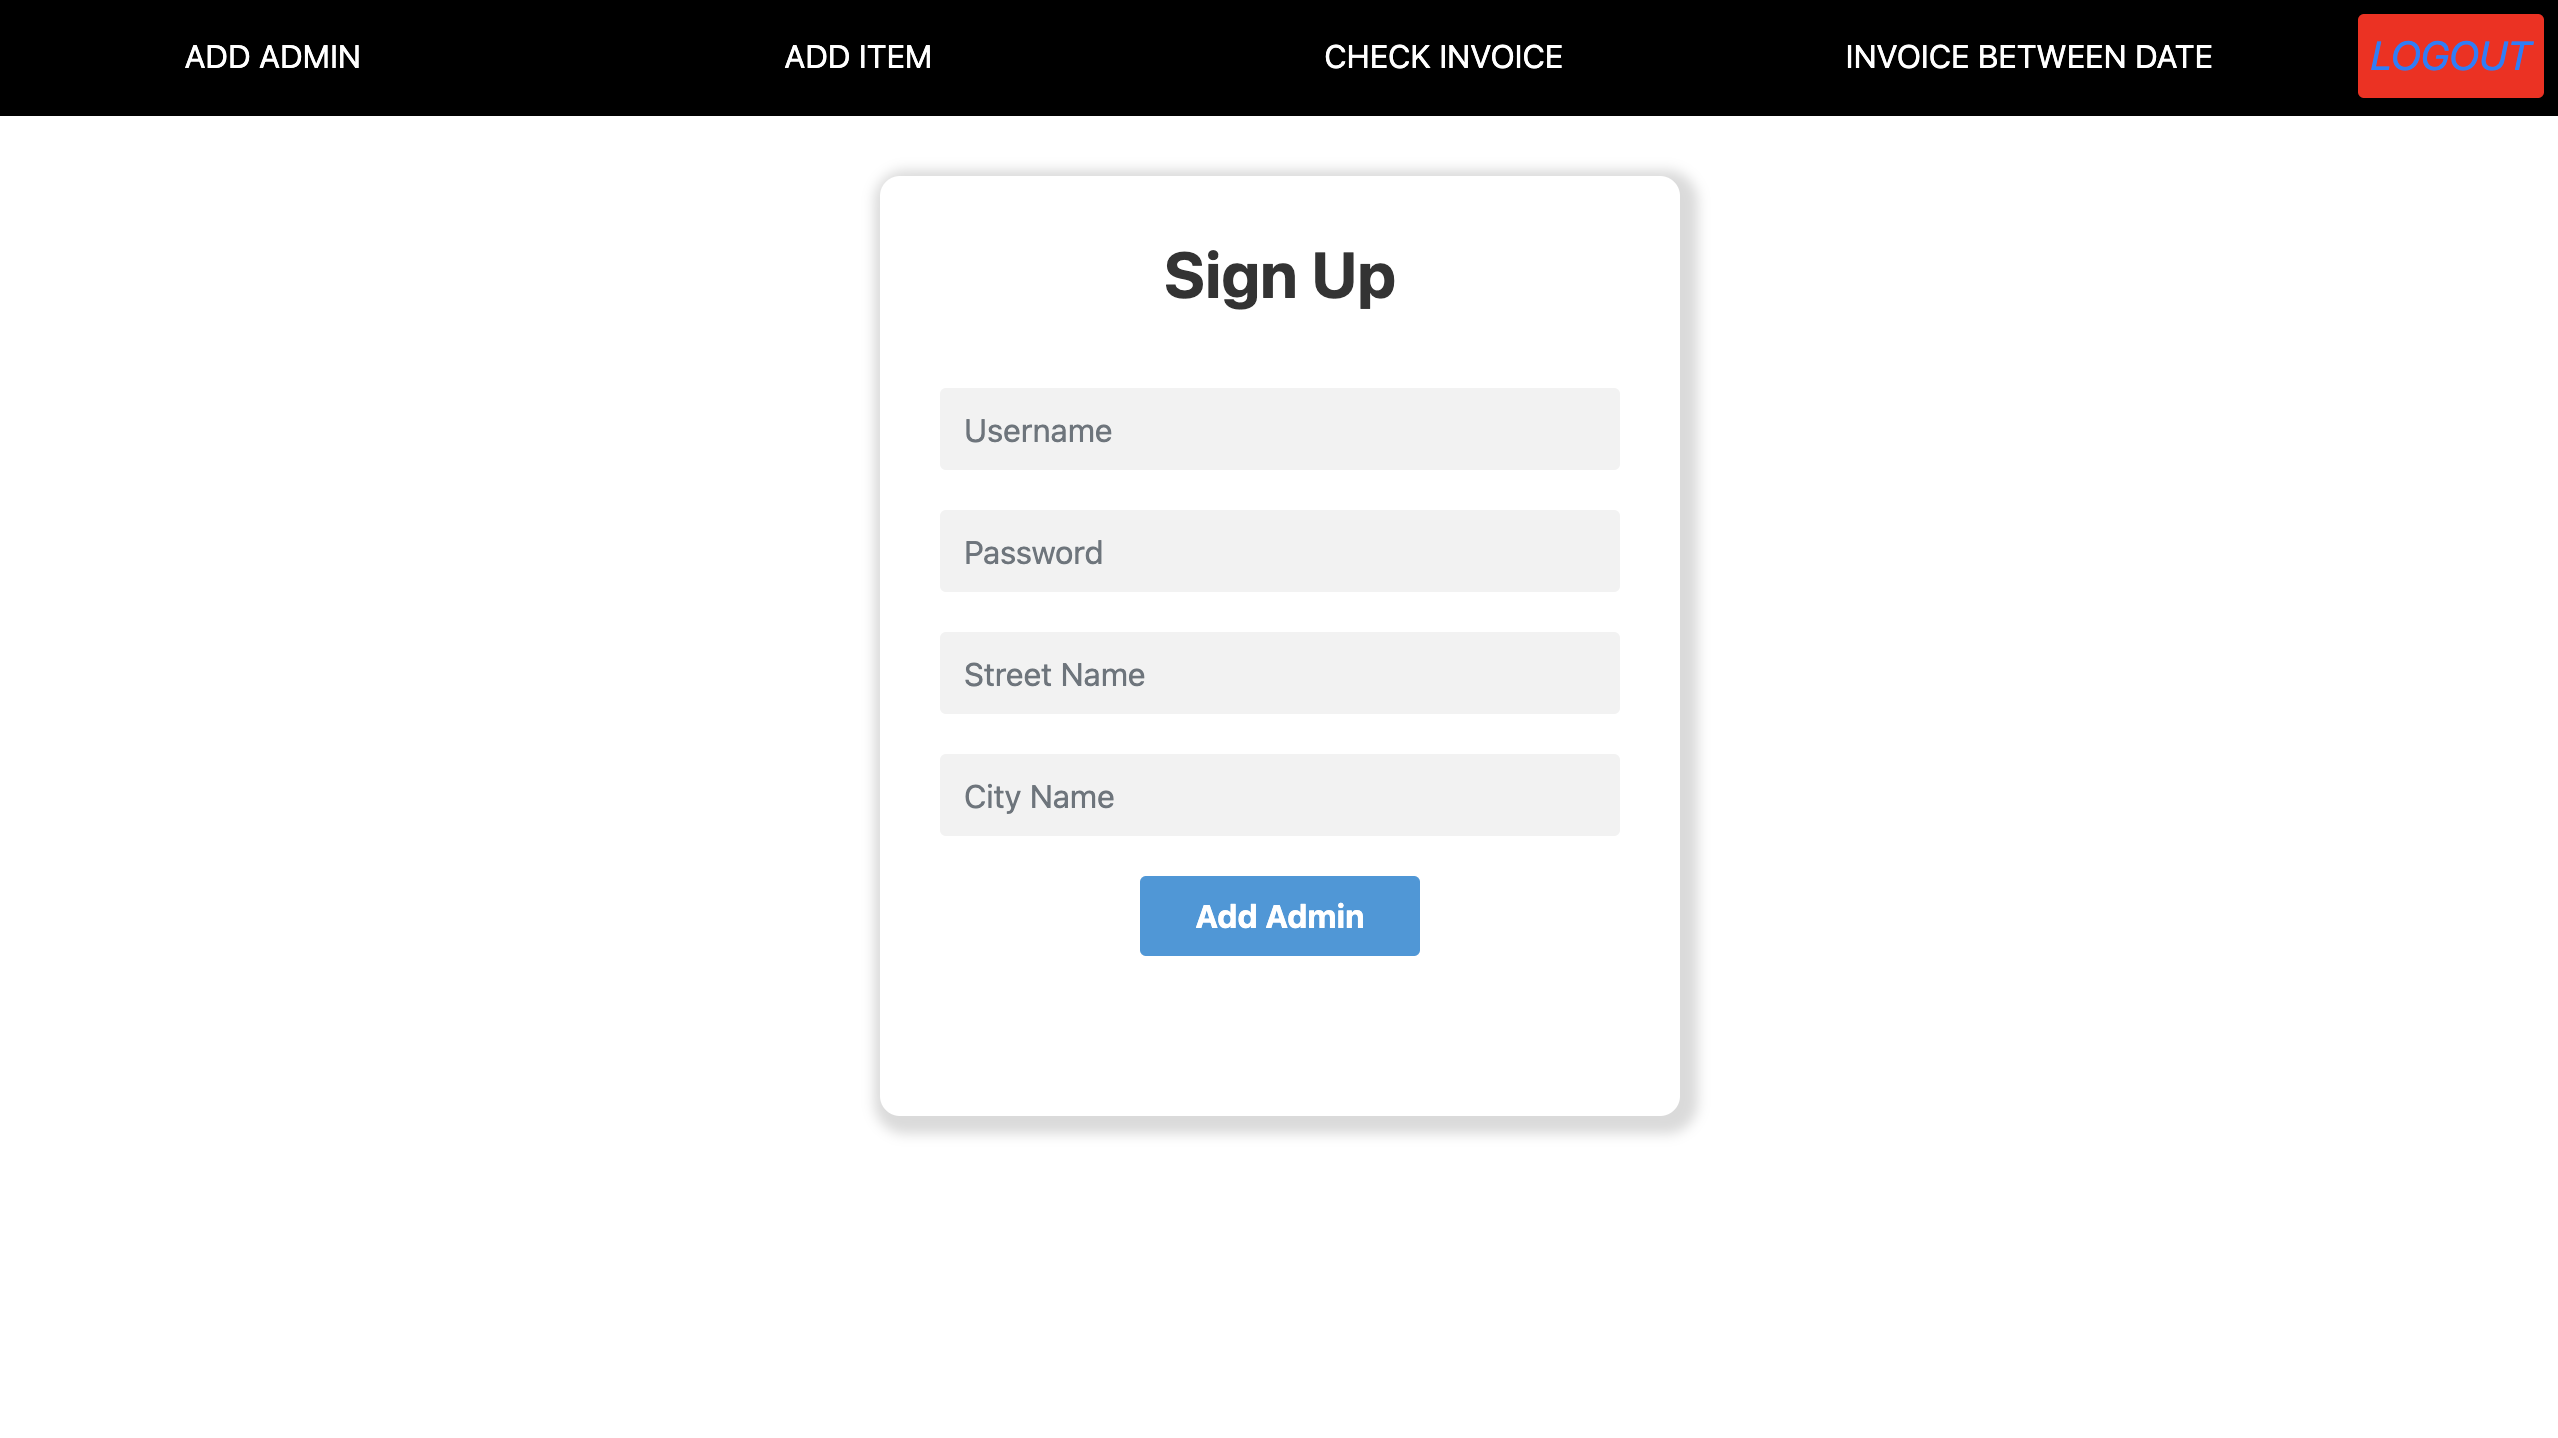 ADD ADMIN ADD ITEM CHECK INVOICE INVOICE BETWEEN DATE LOGOUT
Sign Up
Username
Password
Street Name
City Name
Add Admin